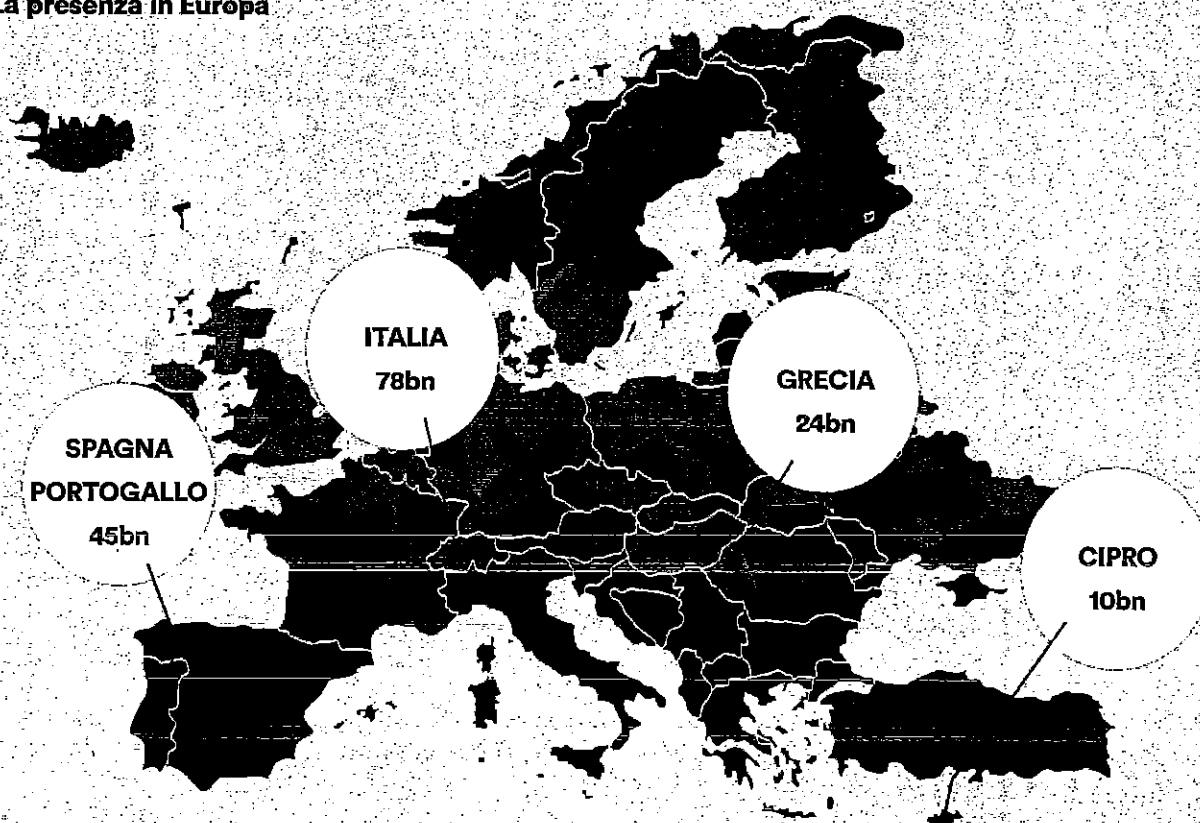 La presenza in Europa
ITALIA
78bn
GRECIA
24bn
SPAGNA
PORTOGALLO
45bn
CIPRO
10bn